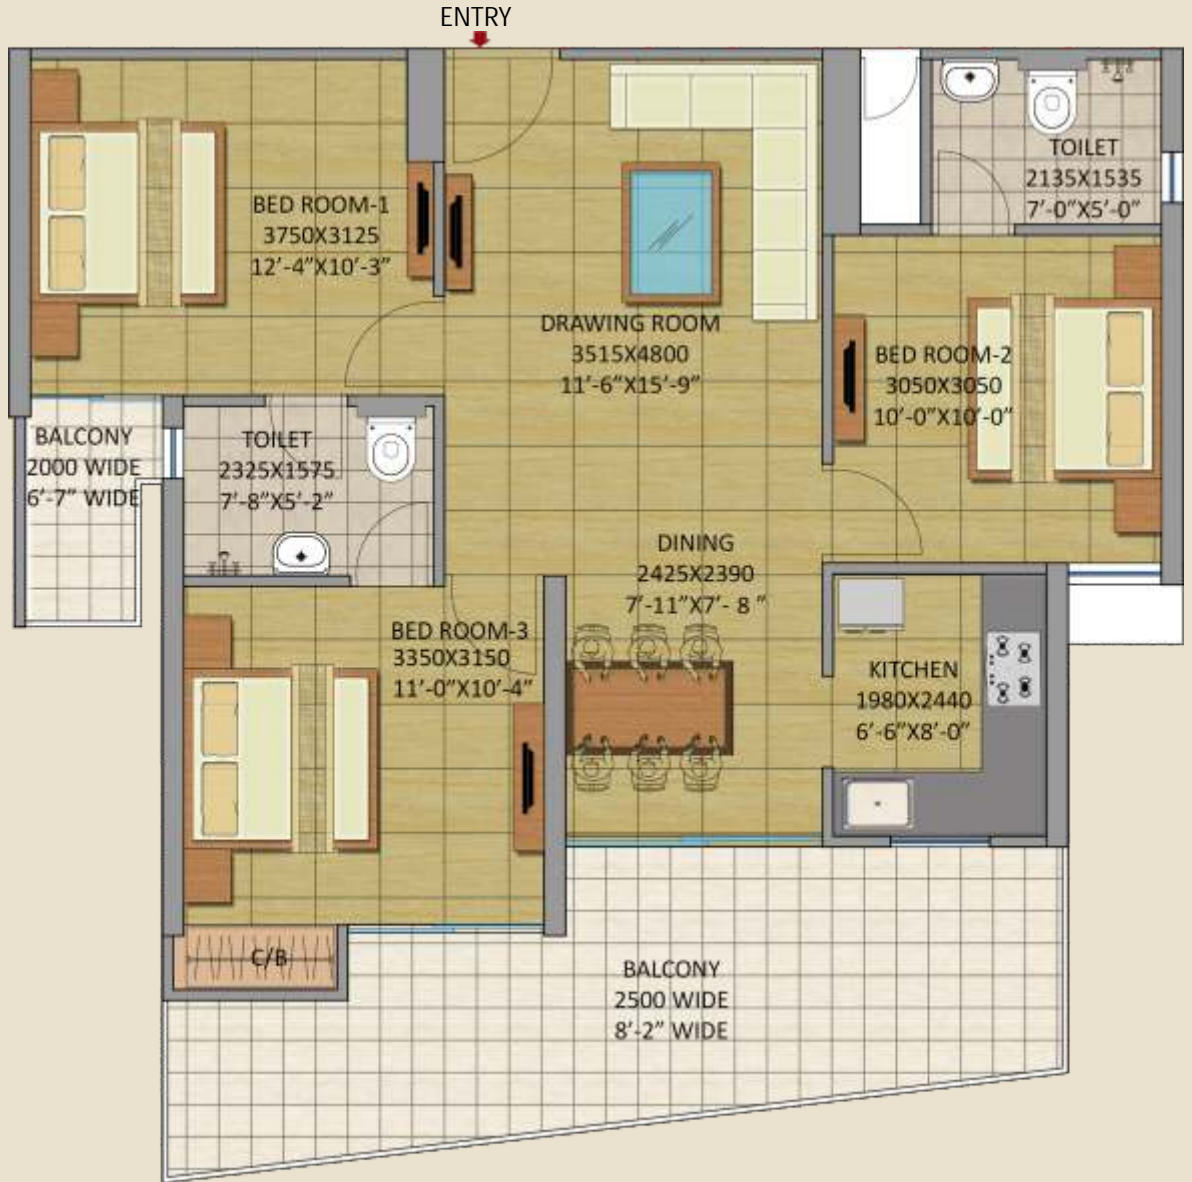 ENTRY
BED ROOM-1
3750X3125
12'-4"X10'-3"
TOILET
2135X1535
7'-0"X5'-0"
DRAWING ROOM
3515X4800
11'-6"X15'-9"
BED ROOM-2
3050X3050
10'-0"X10'-0"
BALCONY
2000 WIDE
6'-7" WIDE
TOILET
2325X1575
7'-8"X5'-2"
DINING
2425X2390
7'-11"X7'- 8 "
BED ROOM-3
3350X3150
11'-0"X10'-4"
KITCHEN
1980X2440
6'-6"X8'-0"
C/B
BALCONY
2500 WIDE
8'-2" WIDE